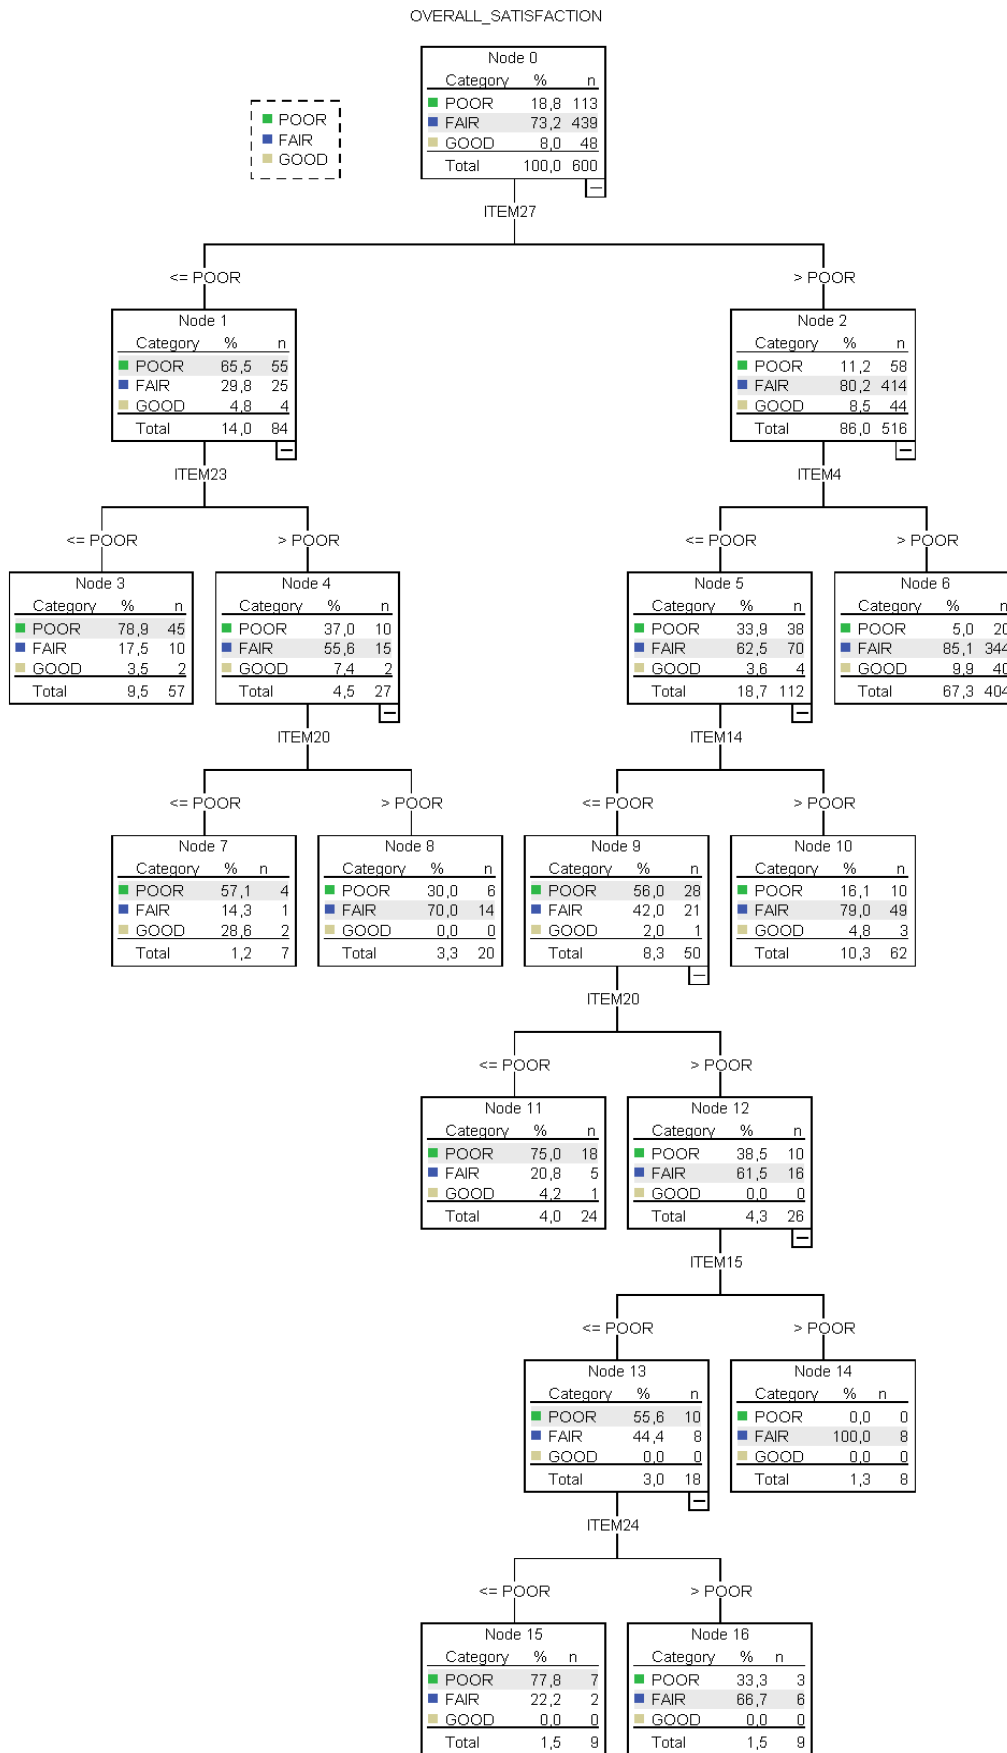 OVERALL_SATISFACTION
POOR
FAIR
GOOD
Node 0
Category % n
POOR 18,8 113
FAIR 73,2 439
GOOD 8,0 48
Total 100,0 600
ITEM27
<= POOR
> POOR
Node 1
Category % n
POOR 65,5 55
FAIR 29,8 25
GOOD 4,8 4
Total 14,0 84
Node 2
Category % n
POOR 11,2 58
FAIR 80,2 414
GOOD 8,5 44
Total 86,0 516
ITEM23
<= POOR
> POOR
ITEM4
<= POOR
> POOR
Node 3
Category % n
POOR 78,9 45
FAIR 17,5 10
GOOD 3,5 2
Total 9,5 57
Node 4
Category % n
POOR 37,0 10
FAIR 55,6 15
GOOD 7,4 2
Total 4,5 27
Node 5
Category % n
POOR 33,9 38
FAIR 62,5 70
GOOD 3,6 4
Total 18,7 112
Node 6
Category % n
POOR 5,0 20
FAIR 85,1 344
GOOD 9,9 40
Total 67,3 404
ITEM20
<= POOR
> POOR
ITEM14
<= POOR
> POOR
Node 7
Category % n
POOR 57,1 4
FAIR 14,3 1
GOOD 28,6 2
Total 1,2 7
Node 8
Category % n
POOR 30,0 6
FAIR 70,0 14
GOOD 0,0 0
Total 3,3 20
Node 9
Category % n
POOR 56,0 28
FAIR 42,0 21
GOOD 2,0 1
Total 8,3 50
Node 10
Category % n
POOR 16,1 10
FAIR 79,0 49
GOOD 4,8 3
Total 10,3 62
ITEM20
<= POOR
> POOR
Node 11
Category % n
POOR 75,0 18
FAIR 20,8 5
GOOD 4,2 1
Total 4,0 24
Node 12
Category % n
POOR 38,5 10
FAIR 61,5 16
GOOD 0,0 0
Total 4,3 26
ITEM15
<= POOR
> POOR
Node 13
Category % n
POOR 55,6 10
FAIR 44,4 8
GOOD 0,0 0
Total 3,0 18
Node 14
Category % n
POOR 0,0 0
FAIR 100,0 8
GOOD 0,0 0
Total 1,3 8
ITEM24
<= POOR
> POOR
Node 15
Category % n
POOR 77,8 7
FAIR 22,2 2
GOOD 0,0 0
Total 1,5 9
Node 16
Category % n
POOR 33,3 3
FAIR 66,7 6
GOOD 0,0 0
Total 1,5 9